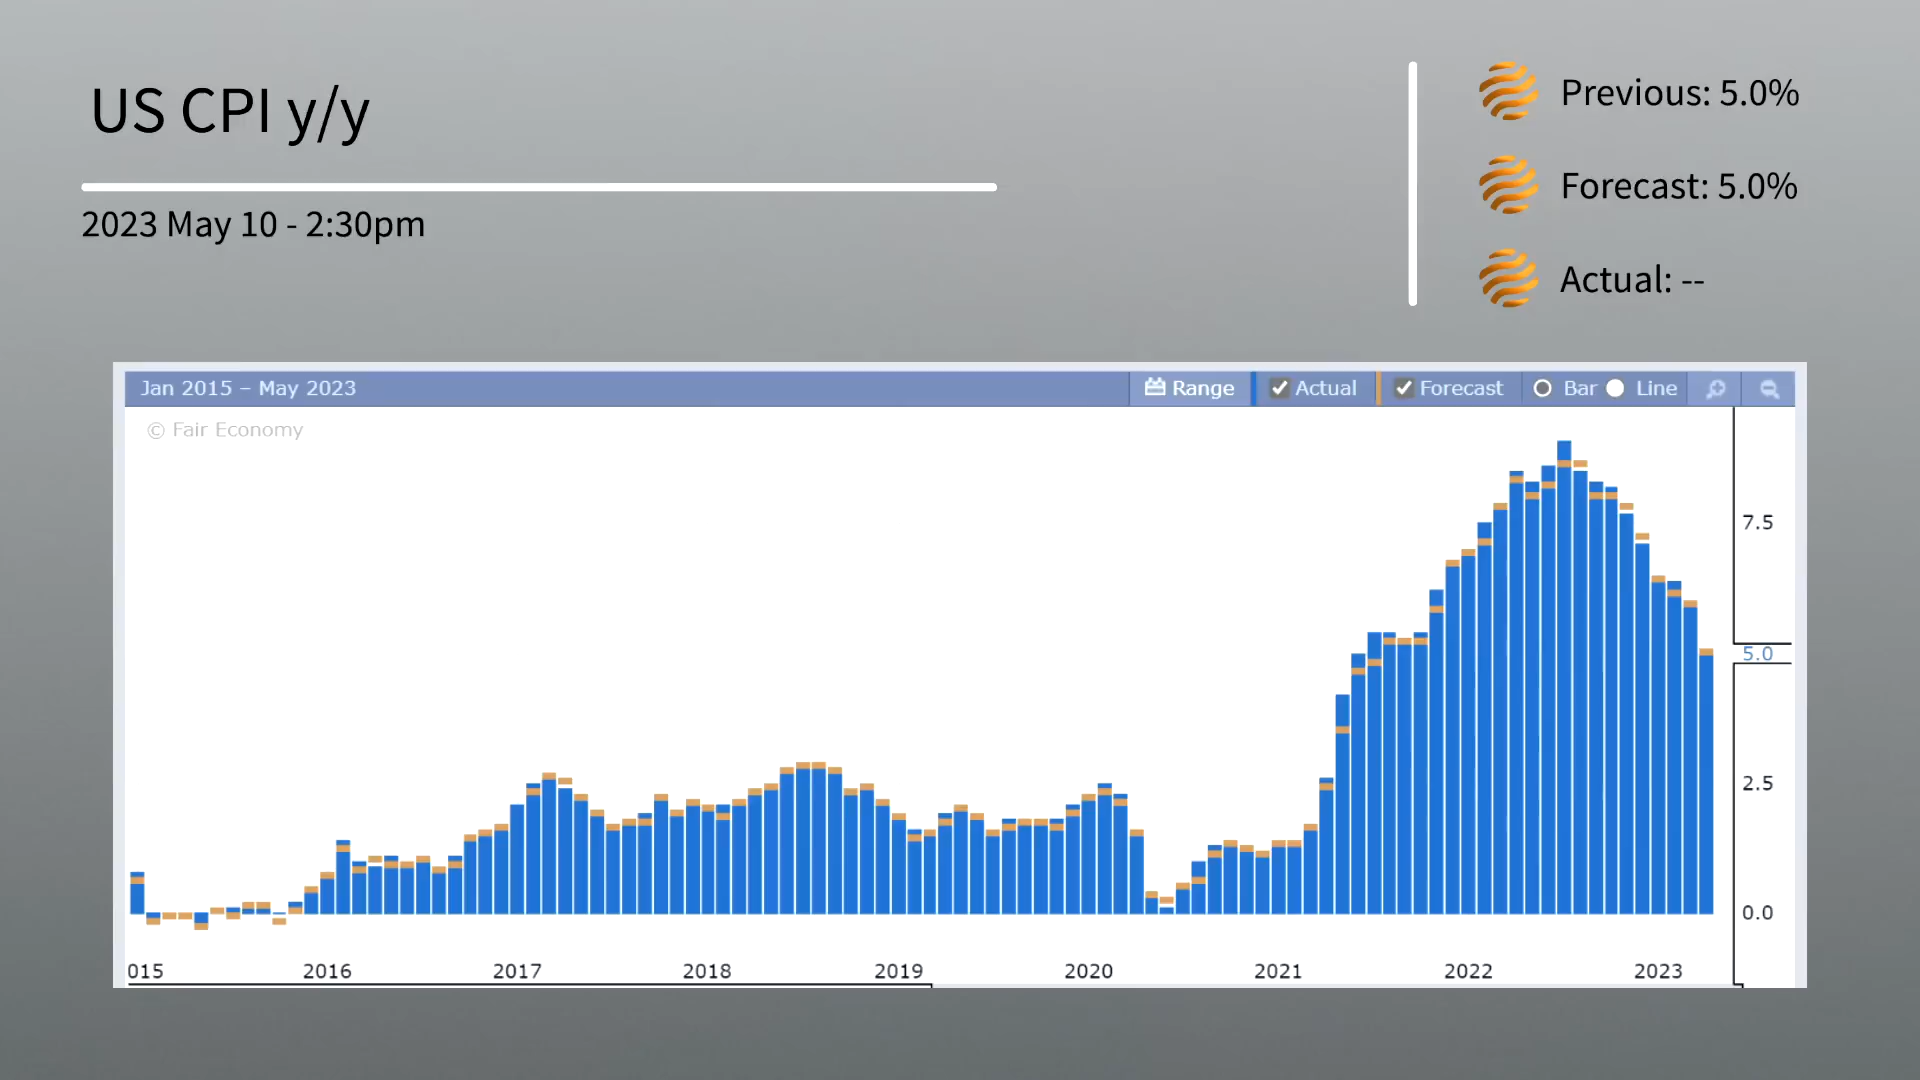 US CPI y/y
2023 May 10 - 2:30pm
Previous: 5.0%
Forecast: 5.0%
Actual: --
Jan 2015 – May 2023
Range
Actual
Forecast
Bar
Line
© Fair Economy
7.5
5.0
2.5
0.0
015 2016 2017 2018 2019 2020 2021 2022 2023